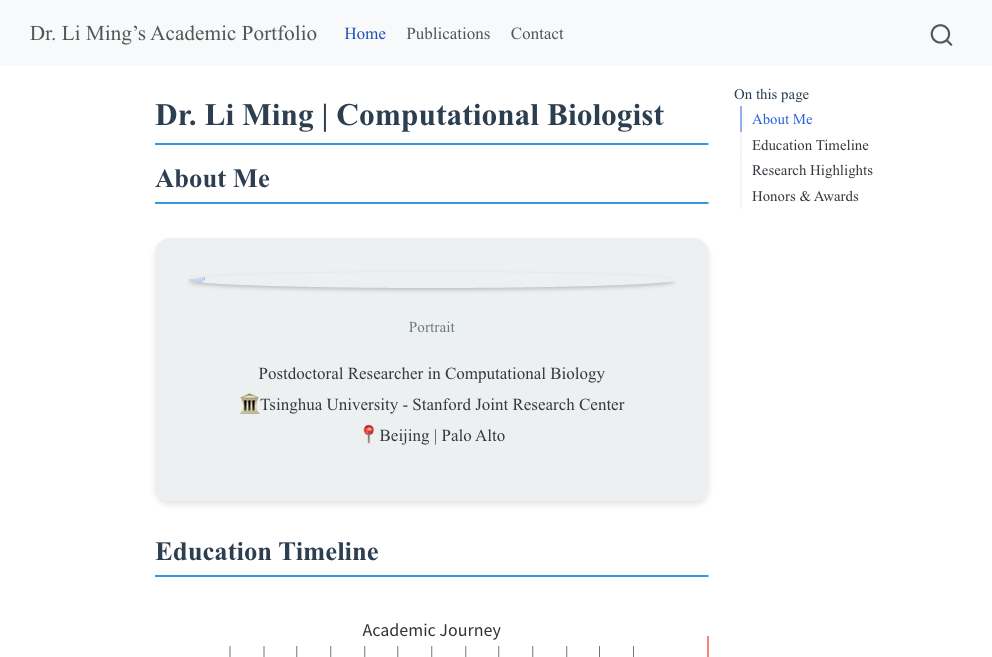 Dr. Li Ming’s Academic Portfolio Home Publications Contact
Dr. Li Ming | Computational Biologist
About Me
On this page
About Me
Education Timeline
Research Highlights
Honors & Awards
Portrait
Postdoctoral Researcher in Computational Biology
🏛️Tsinghua University - Stanford Joint Research Center
📍Beijing | Palo Alto
Education Timeline
Academic Journey